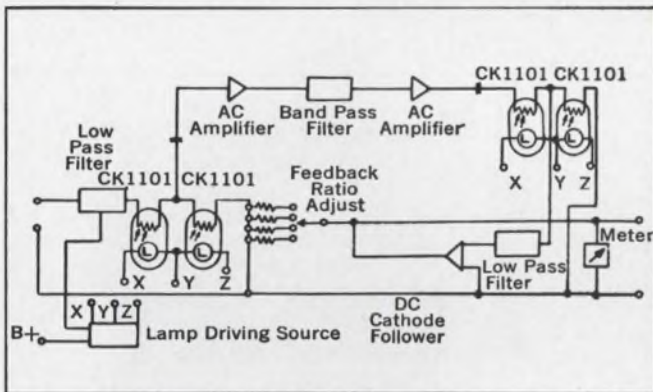 CK1101 CK1101
AC
Amplifier
Band Pass
Filter
AC
Amplifier
Low
Pass
Filter
CK1101 CK1101
Feedback
Ratio
Adjust
L
L
X
Y
Z
L
L
X
Y
Z
Meter
Low Pass
Filter
X
Y
Z
DC
Cathode
Follower
B+
Lamp Driving Source